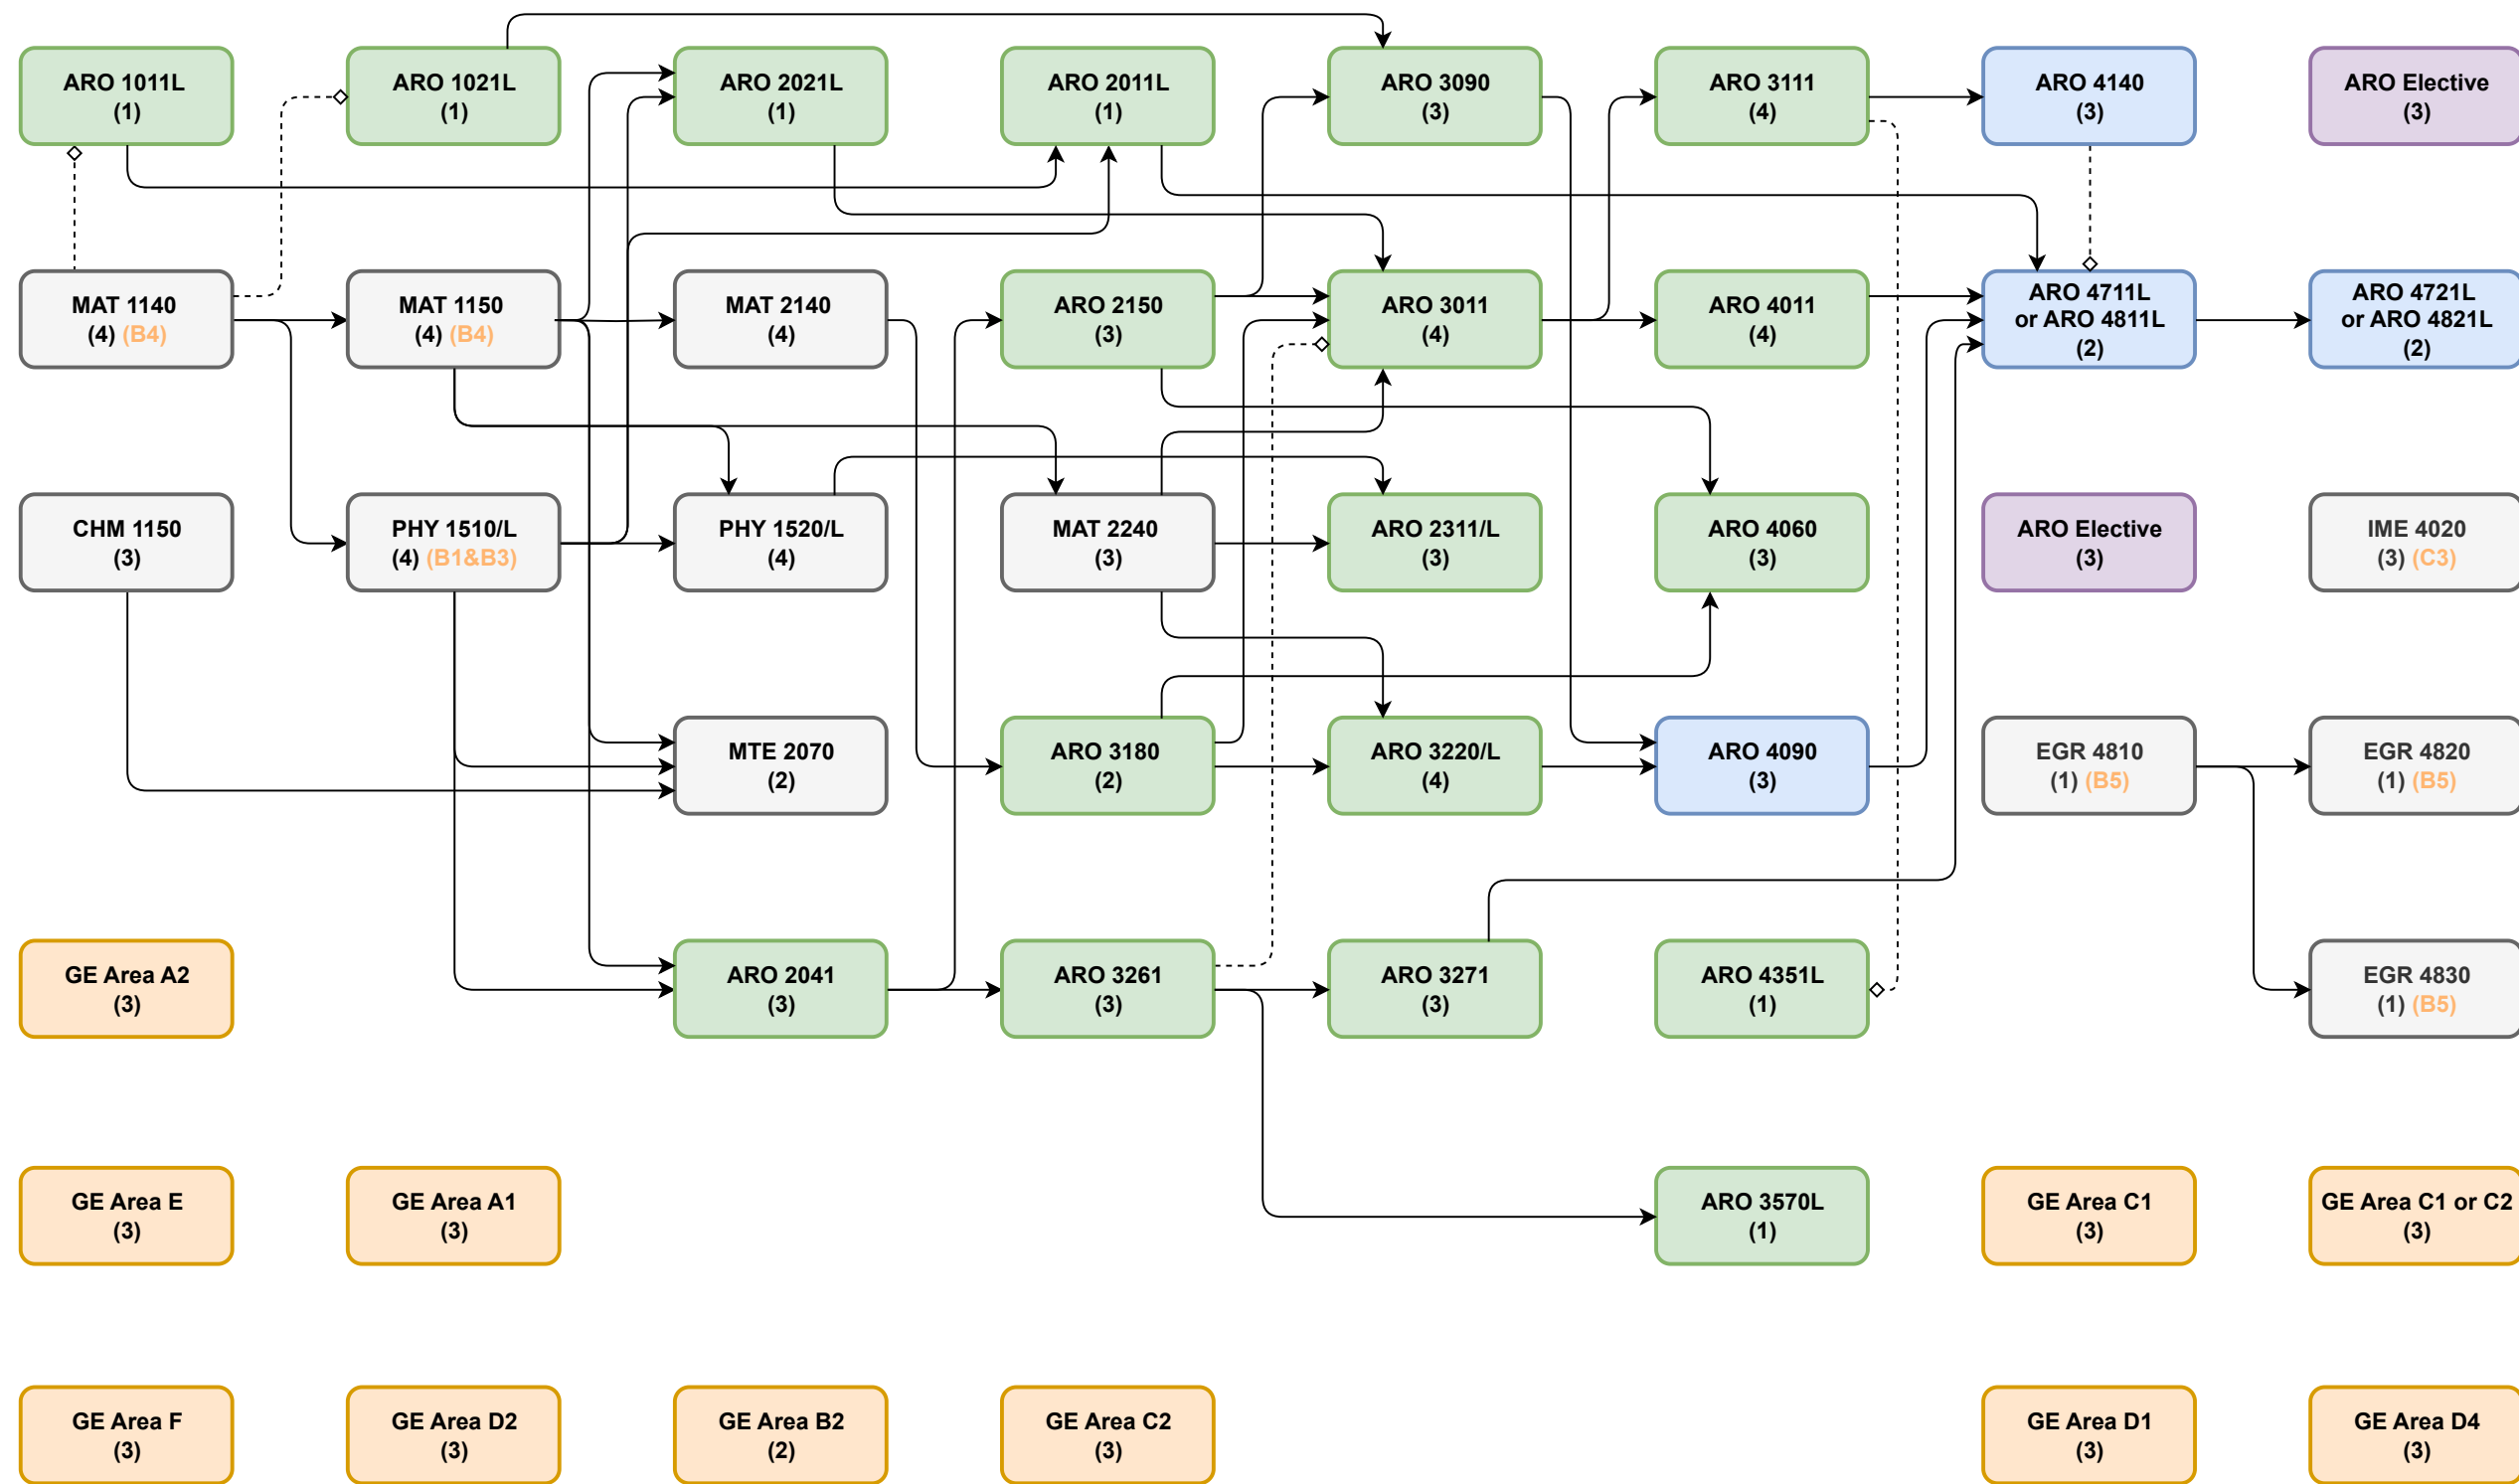 ARO 1011L
(1)
ARO 1021L
(1)
ARO 2021L
(1)
ARO 2011L
(1)
ARO 3090
(3)
ARO 3111
(4)
ARO 4140
(3)
ARO Elective
(3)
MAT 1140
(4) (B4)
MAT 1150
(4) (B4)
MAT 2140
(4)
ARO 2150
(3)
ARO 3011
(4)
ARO 4011
(4)
ARO 4711L
or ARO 4811L
(2)
ARO 4721L
or ARO 4821L
(2)
CHM 1150
(3)
PHY 1510/L
(4) (B1&B3)
PHY 1520/L
(4)
MAT 2240
(3)
ARO 2311/L
(3)
ARO 4060
(3)
ARO Elective
(3)
IME 4020
(3) (C3)
MTE 2070
(2)
ARO 3180
(2)
ARO 3220/L
(4)
ARO 4090
(3)
EGR 4810
(1) (B5)
EGR 4820
(1) (B5)
GE Area A2
(3)
ARO 2041
(3)
ARO 3261
(3)
ARO 3271
(3)
ARO 4351L
(1)
EGR 4830
(1) (B5)
GE Area E
(3)
GE Area A1
(3)
ARO 3570L
(1)
GE Area C1
(3)
GE Area C1 or C2
(3)
GE Area F
(3)
GE Area D2
(3)
GE Area B2
(2)
GE Area C2
(3)
GE Area D1
(3)
GE Area D4
(3)